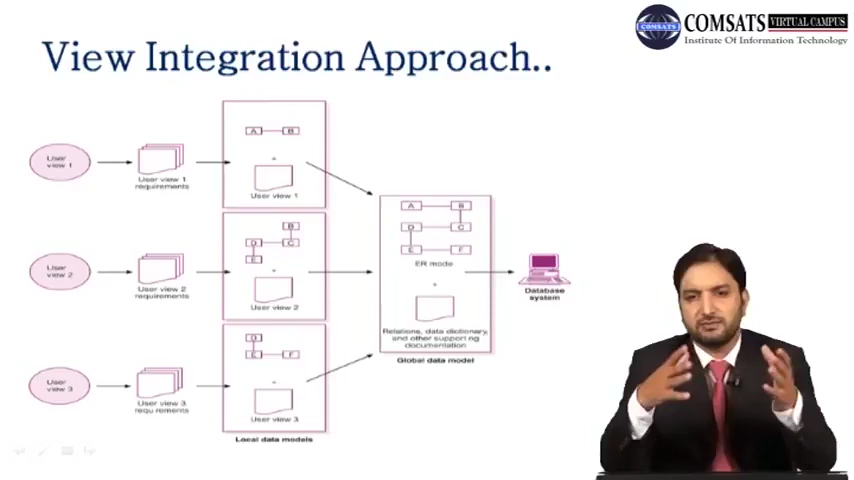 COMSATS VIRTUAL CAMPUS
Institute Of Information Technology
View Integration Approach..
User
view 1
User view 1
requirements
A
B
+
User view 1
User
view 2
User view 2
requirements
B
D
C
E
+
User view 2
User
view 3
User view 3
requirements
D
E
F
+
User view 3
Local data models
A
B
D
C
E
F
ER mode
+
Relations, data dictionary,
and other supporting
documentation
Global data model
Database
system